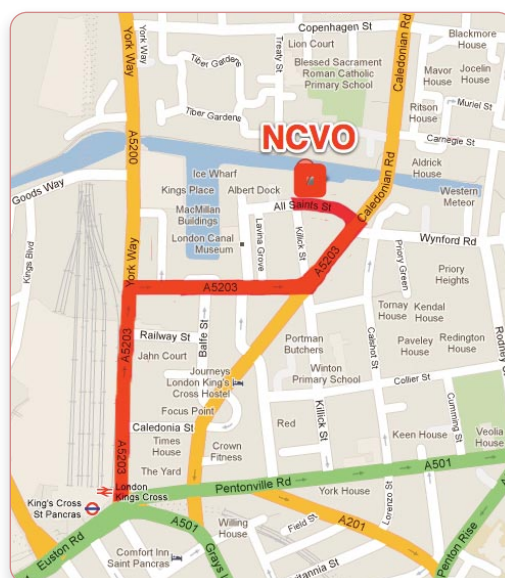 Copenhagen St
York Way
Tibet Gardens
Treaty St
Lion Court
Blessed Sacrament
Roman Catholic
Primary School
Caledonian Rd
Blackmore
House
Mavor
House
Jocelin
House
Ritson
House
Muriel St
Tiber Gardens
A5200
NCVO
Carnegie St
Aldrich
House
Goods Way
Ice Wharf
Kings Place
Albert Dock
Western
Meteor
MacMillan
Buildings
All Saints St
Caledonian Rd
London Canal
Museum
Lavina Grove
Killick St
Wynford Rd
Kings Blvd
York Way
A5203
A5203
Priory Green
Priory
Heights
A5203
Railway St
Jahn Court
Balfe St
Tornay
House
Kendal
House
Rodney
Portman
Butchers
Calshot St
Paveley
House
Redington
House
Journeys
London King's
Cross Hostel
Winton
Primary School
Collier St
Focus Point
Caledonia St
Times
House
The Yard
Crown
Fitness
Red
Killick St
Keen House
Cumming St
Veolia
House
A5203
London
Kings Cross
King's Cross
St Pancras
Pentonville Rd
York House
A501
Euston Rd
A501
Comfort Inn
Saint Pancras
Willing
House
Field St
A201
Lorenzo St
Penton Rise
Britannia St